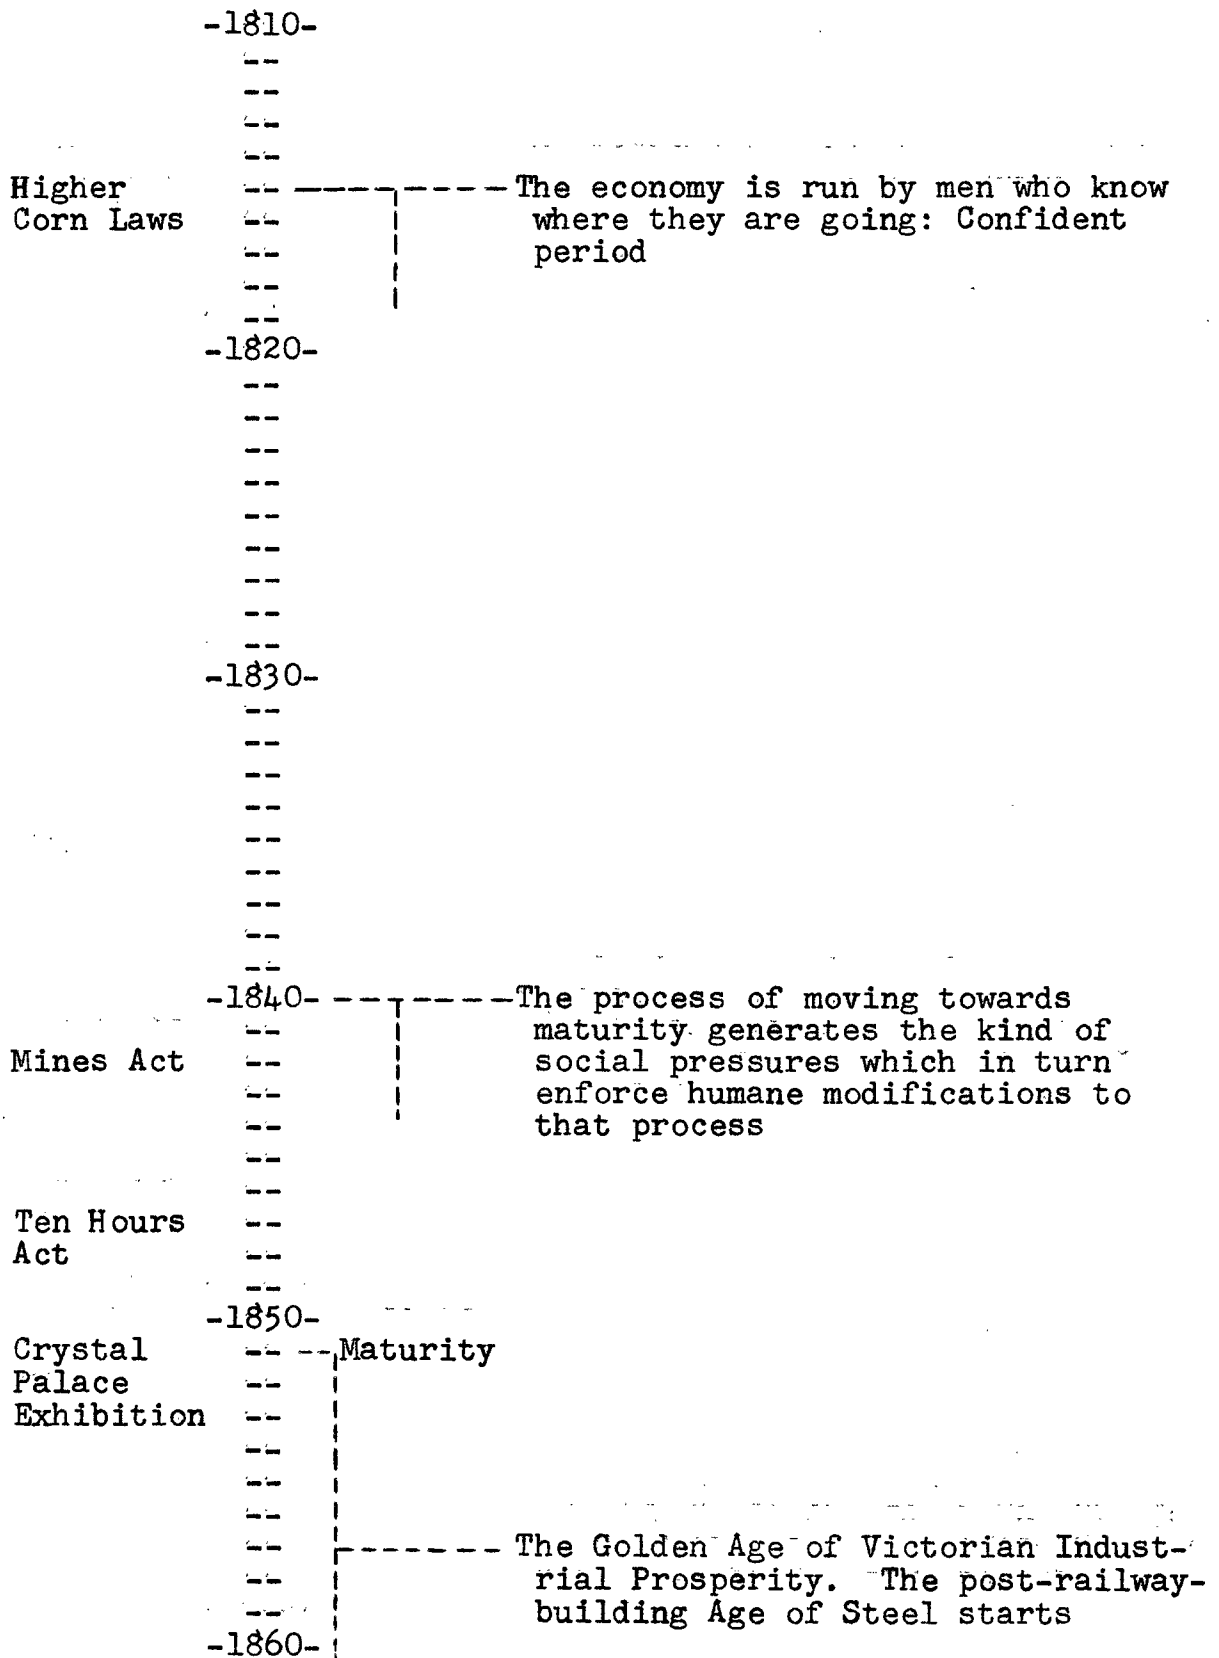 -1810-
Higher
Corn Laws
The economy is run by men who know
where they are going: Confident
period
-1820-
-1830-
-1840-
The process of moving towards
maturity generates the kind of
social pressures which in turn
enforce humane modifications to
that process
Mines Act
Ten Hours
Act
-1850-
Crystal
Palace
Exhibition
Maturity
The Golden Age of Victorian Indust-
rial Prosperity. The post-railway-
building Age of Steel starts
-1860-